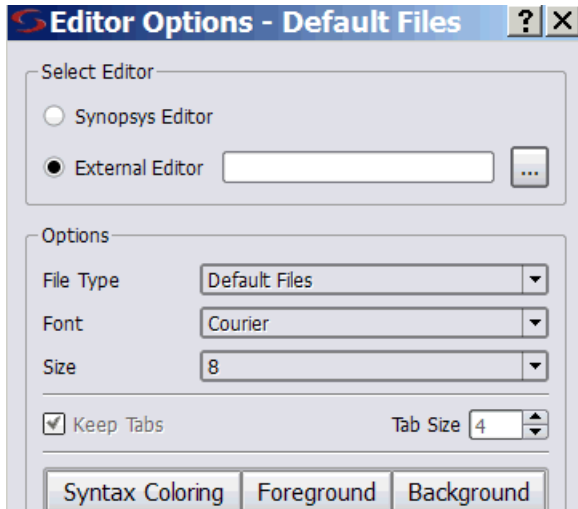 Editor Options - Default Files ? X
Select Editor
Synopsys Editor
External Editor ...
Options
File Type Default Files
Font Courier
Size 8
Keep Tabs Tab Size 4
Syntax Coloring Foreground Background